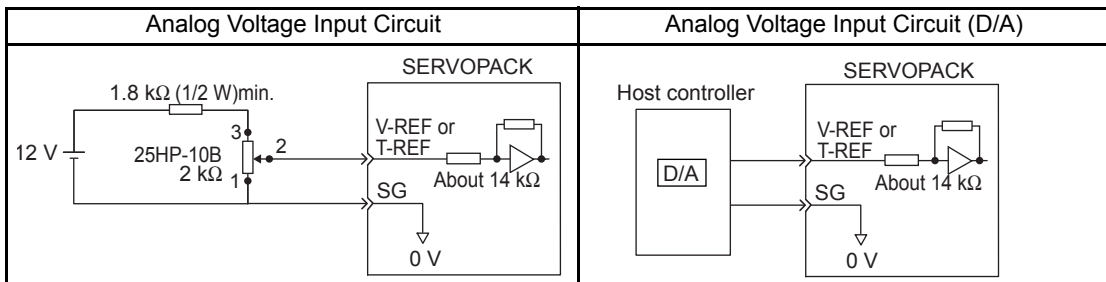 Analog Voltage Input Circuit
Analog Voltage Input Circuit (D/A)
SERVOPACK
1.8 kΩ (1/2 W)min.
3
V-REF or
T-REF
12 V
2
25HP-10B
2 kΩ
1
About 14 kΩ
SG
0 V
SERVOPACK
Host controller
V-REF or
T-REF
D/A
About 14 kΩ
SG
0 V